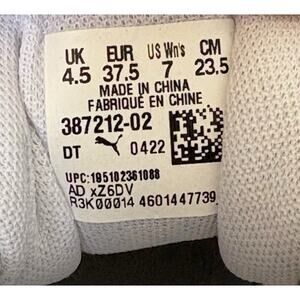 UK EUR US Wn's CM
4.5 37.5 7 23.5
MADE IN CHINA
FABRIQUÉ EN CHINE
387212-02
DT 0422
UPC:195102361088
AD xZ6DV
R3K00014 4601447739